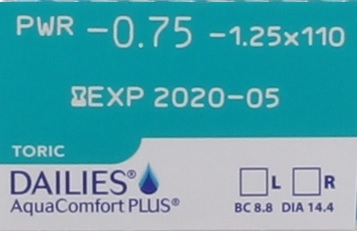 PWR -0.75 -1.25x110
EXP 2020-05
TORIC
DAILIES®
AquaComfort PLUS®
L R
BC 8.8 DIA 14.4